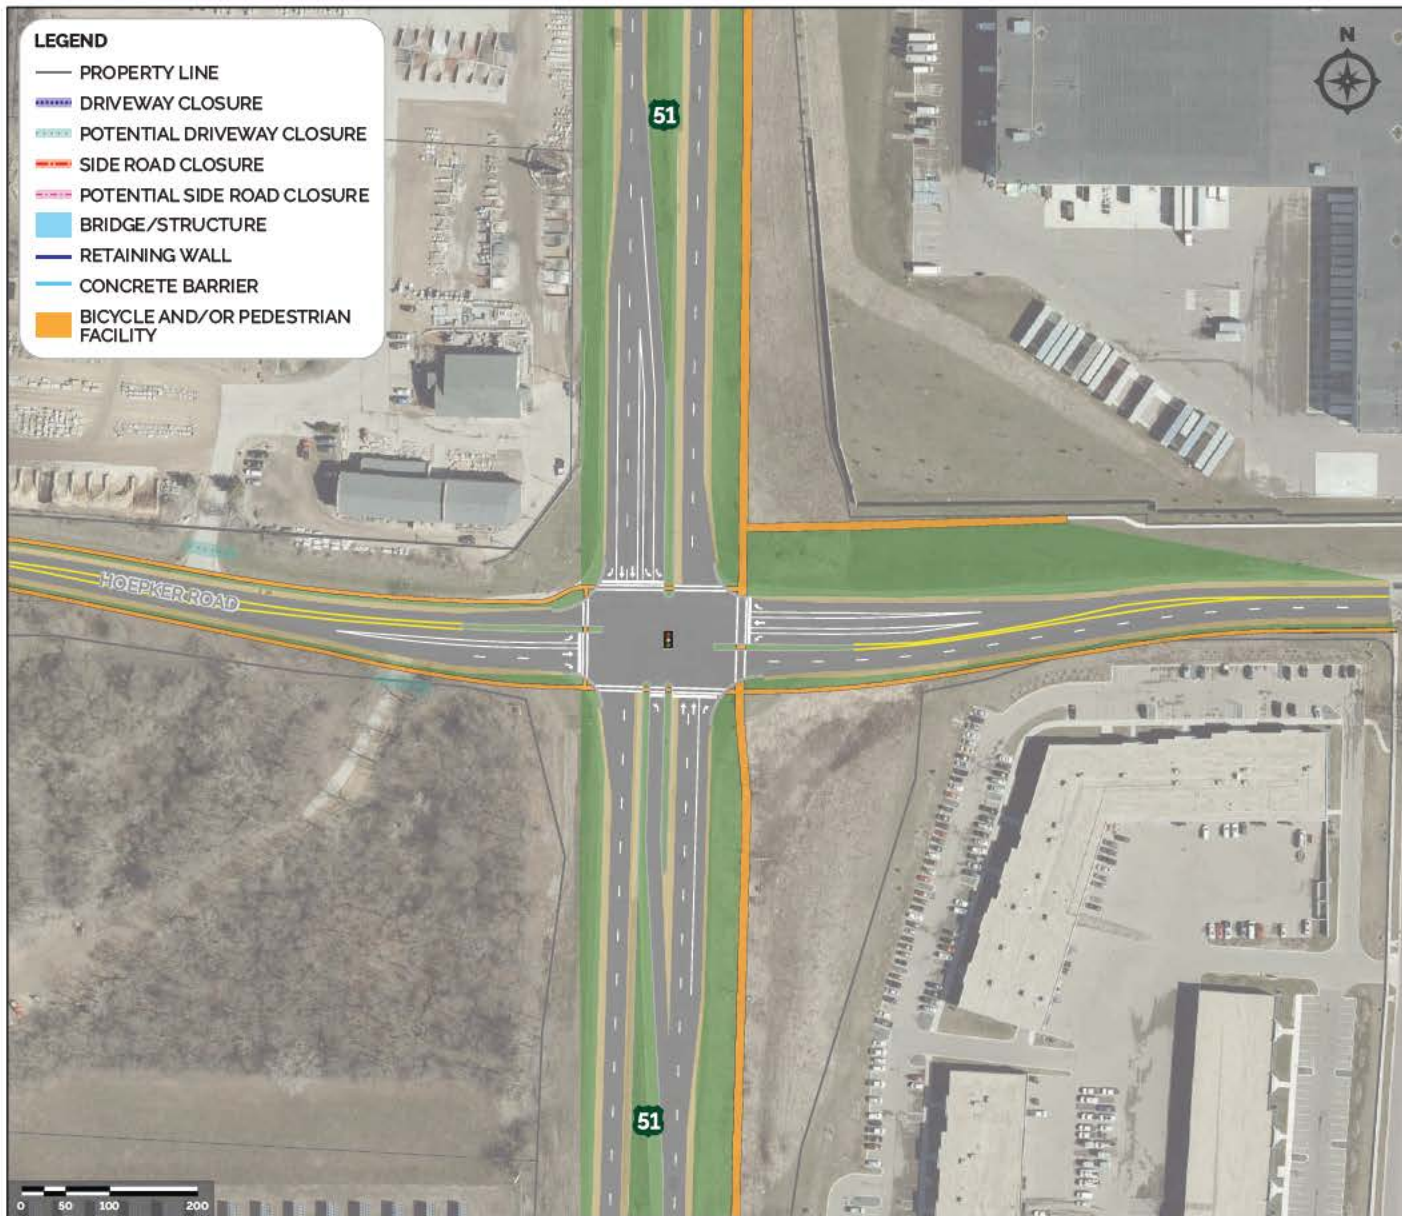 LEGEND
PROPERTY LINE
DRIVEWAY CLOSURE
POTENTIAL DRIVEWAY CLOSURE
SIDE ROAD CLOSURE
POTENTIAL SIDE ROAD CLOSURE
BRIDGE/STRUCTURE
RETAINING WALL
CONCRETE BARRIER
BICYCLE AND/OR PEDESTRIAN
FACILITY
N
51
HOEPKER ROAD
51
0 50 100 200